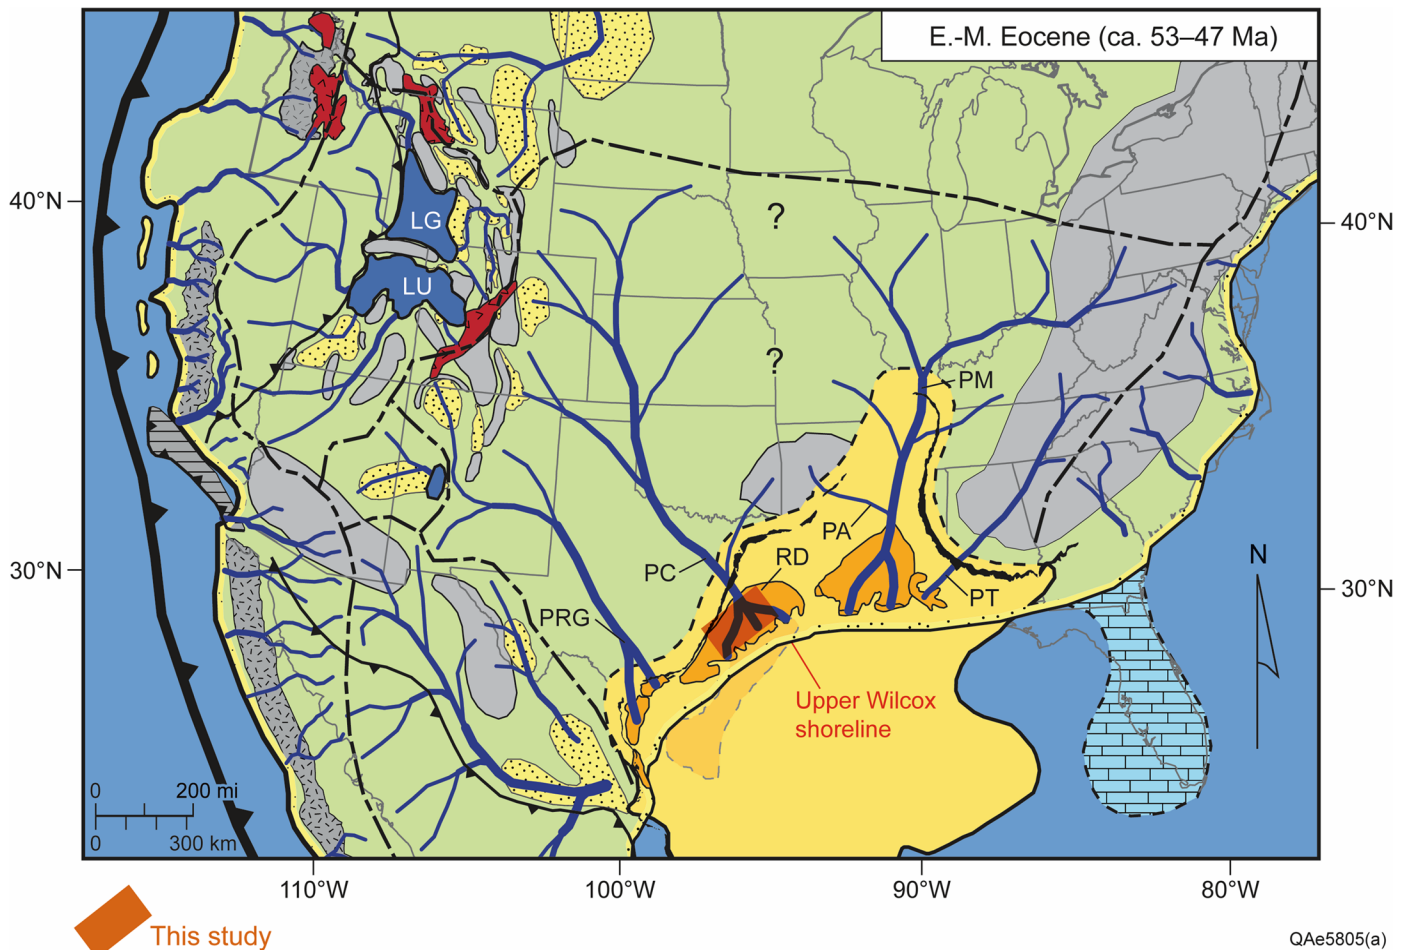 E.-M. Eocene (ca. 53–47 Ma)
40°N
40°N
LG
?
LU
?
PM
PA
RD
PC
PT
30°N
30°N
N
PRG
Upper Wilcox
shoreline
0 200 mi
0 300 km
110°W 100°W 90°W 80°W
This study
QAe5805(a)